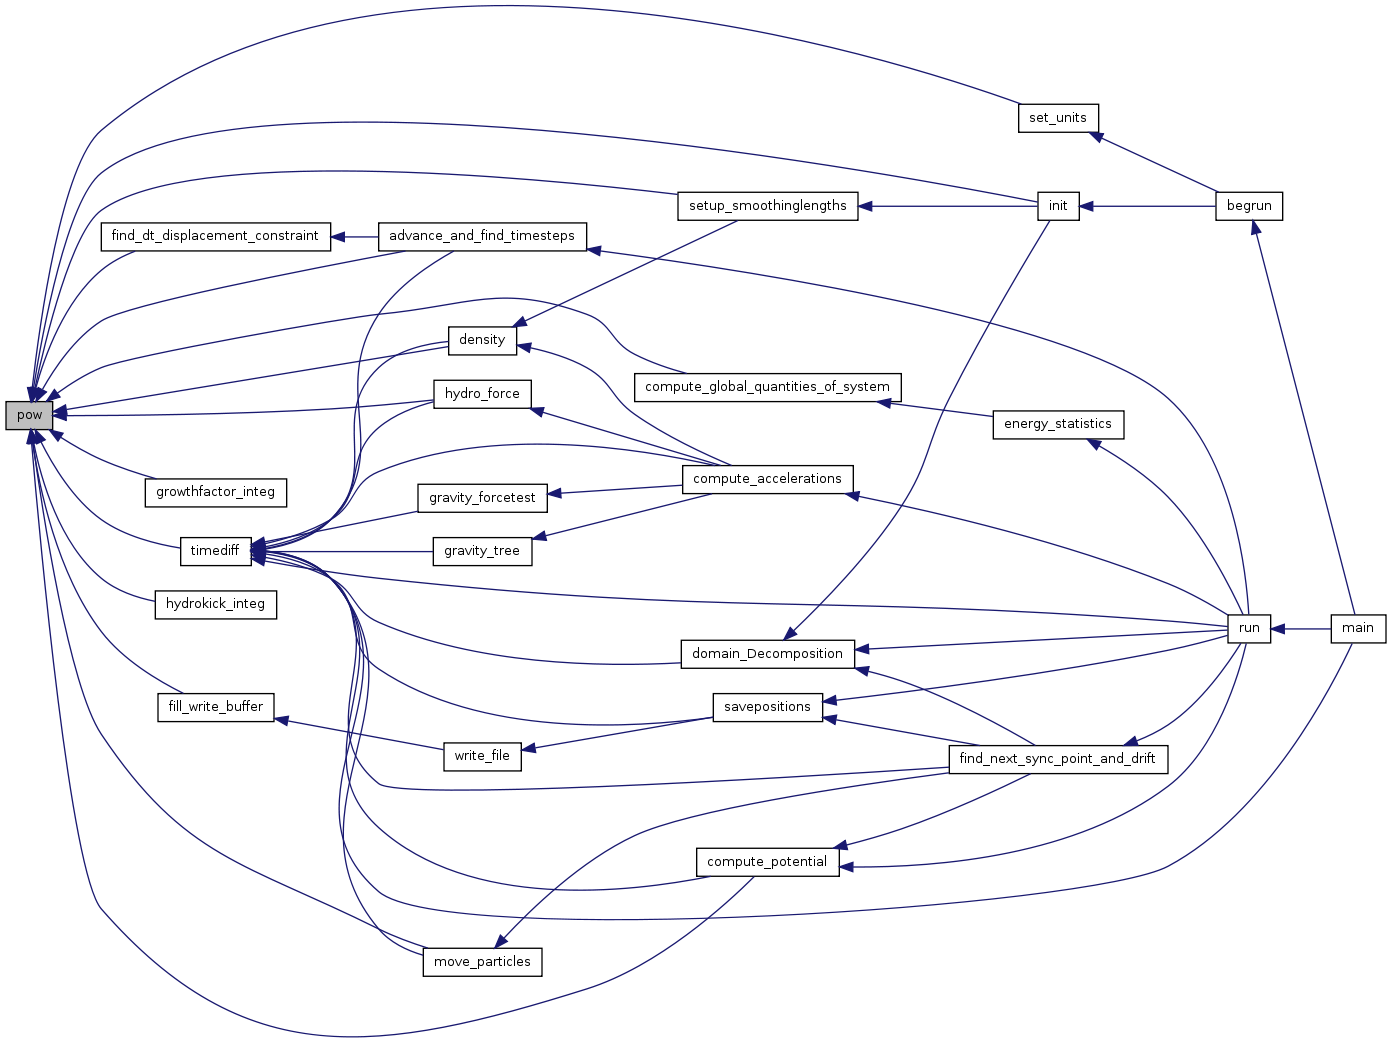 set_units
setup_smoothinglengths
init
begrun
find_dt_displacement_constraint
advance_and_find_timesteps
density
compute_global_quantities_of_system
hydro_force
pow
energy_statistics
compute_accelerations
growthfactor_integ
gravity_forcetest
timediff
gravity_tree
hydrokick_integ
run
main
domain_Decomposition
fill_write_buffer
savepositions
write_file
find_next_sync_point_and_drift
compute_potential
move_particles